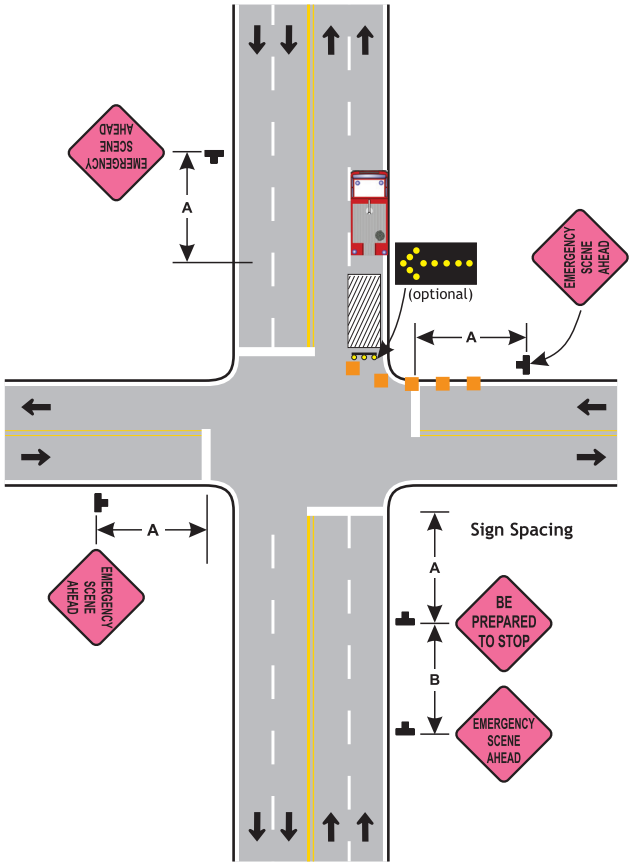 EMERGENCY
SCENE
AHEAD
A
EMERGENCY
SCENE
AHEAD
(optional)
A
A
EMERGENCY
SCENE
AHEAD
Sign Spacing
A
BE
PREPARED
TO STOP
B
EMERGENCY
SCENE
AHEAD